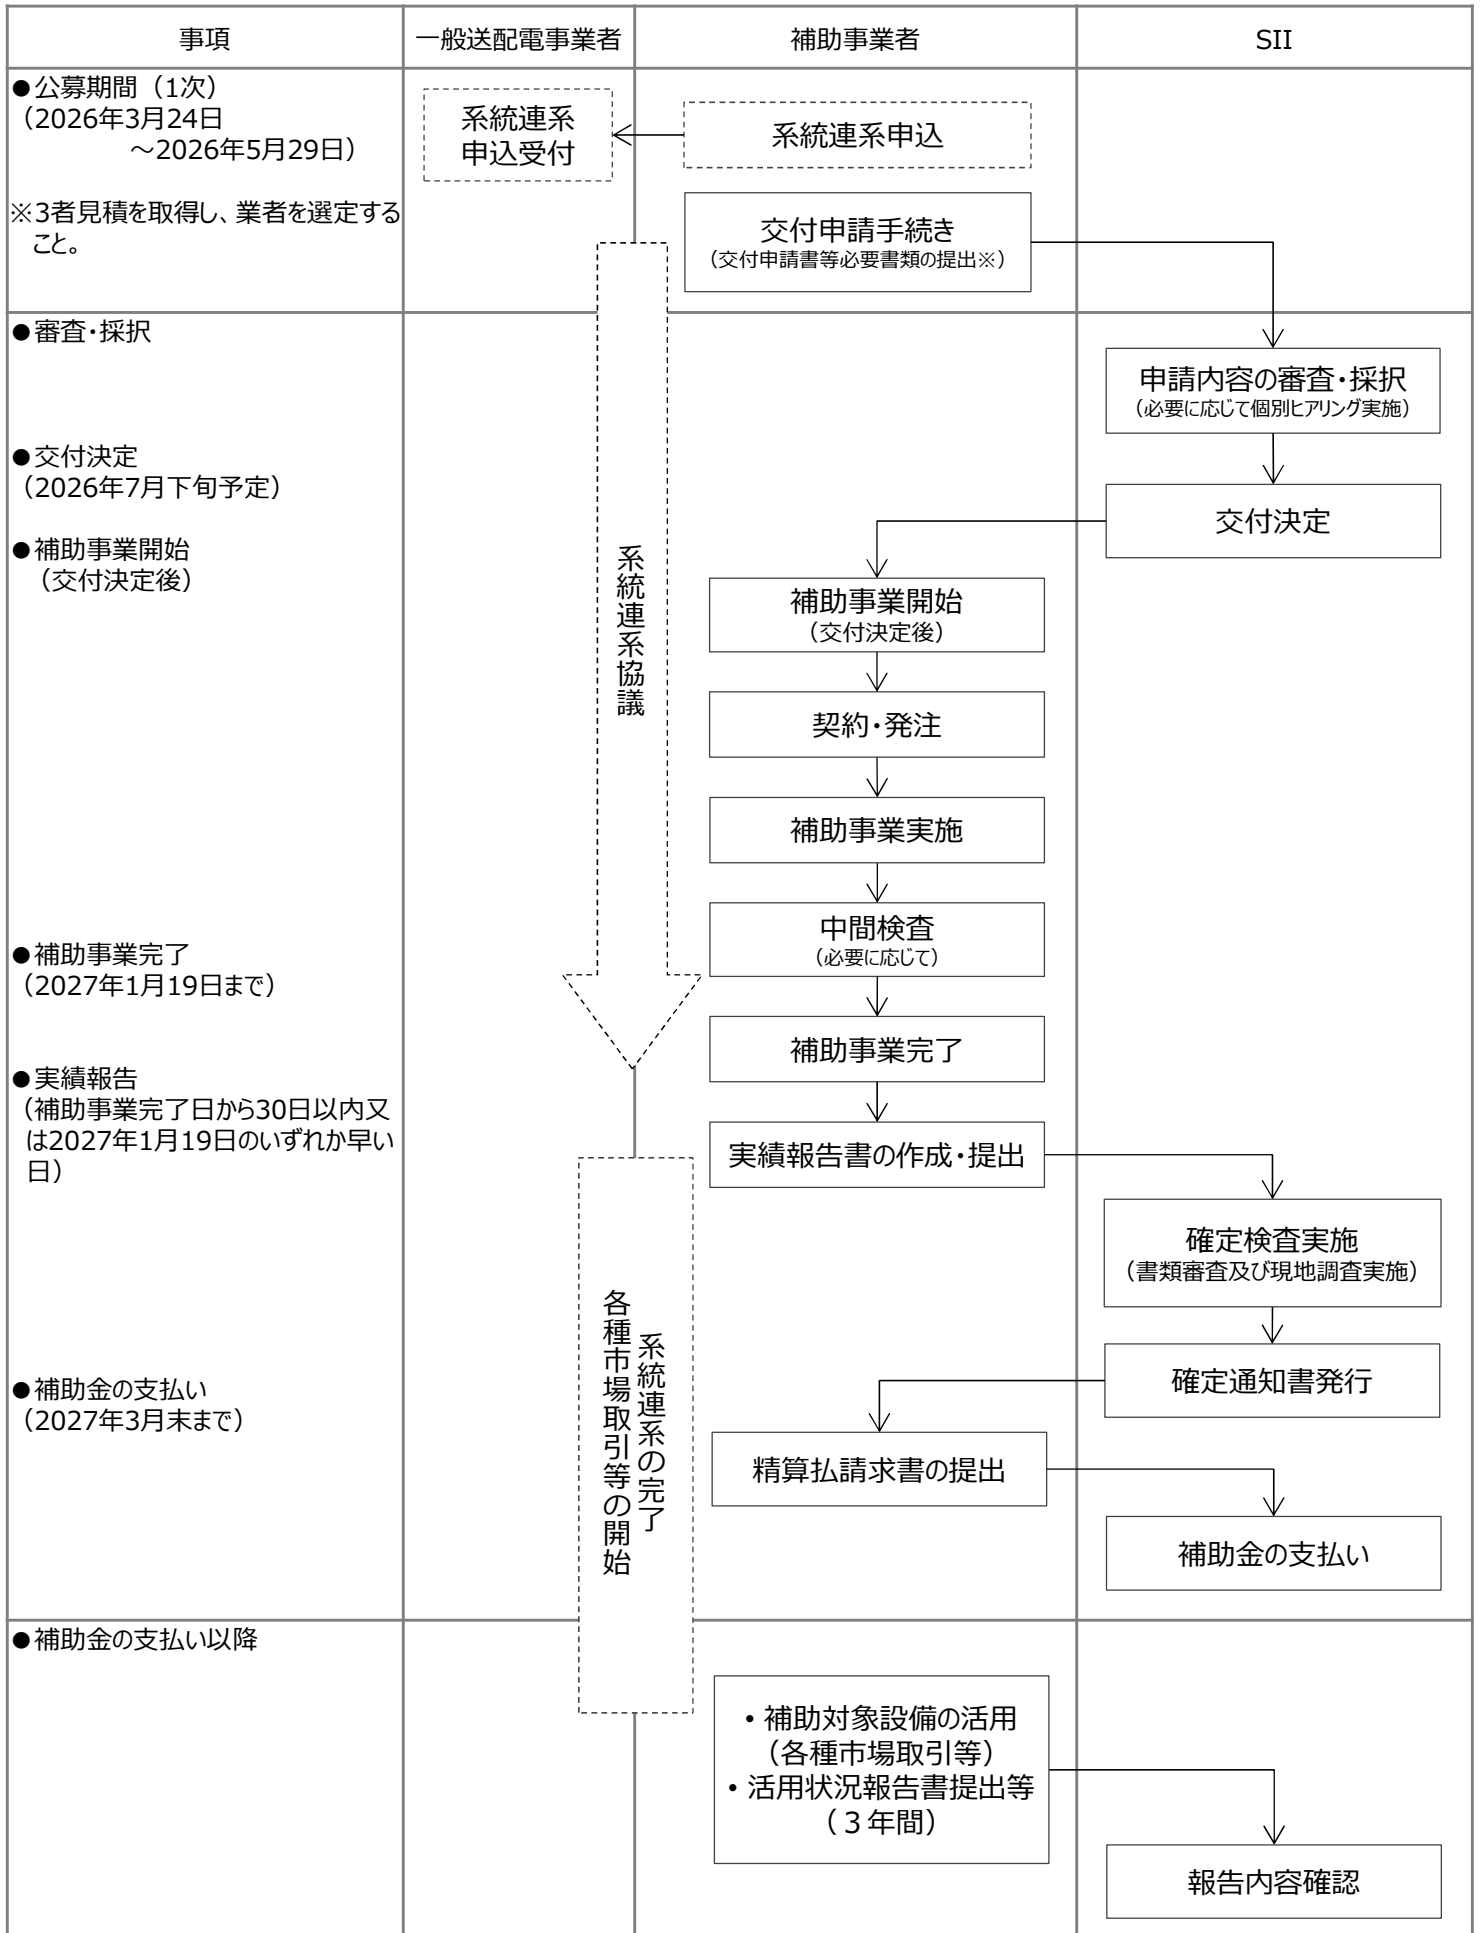 事項
一般送配電事業者
補助事業者
SII
●公募期間（1次）
（2026年3月24日
～2026年5月29日）
※3者見積を取得し、業者を選定する
こと。
系統連系
申込受付
系統連系申込
交付申請手続き
（交付申請書等必要書類の提出※）
●審査・採択
申請内容の審査・採択
（必要に応じて個別ヒアリング実施）
●交付決定
（2026年7月下旬予定）
交付決定
●補助事業開始
（交付決定後）
系統連系協議
補助事業開始
（交付決定後）
契約・発注
補助事業実施
中間検査
（必要に応じて）
●補助事業完了
（2027年1月19日まで）
補助事業完了
●実績報告
（補助事業完了日から30日以内又
は2027年1月19日のいずれか早い
日）
実績報告書の作成・提出
確定検査実施
（書類審査及び現地調査実施）
系統連系の完了
各種市場取引等の開始
確定通知書発行
●補助金の支払い
（2027年3月末まで）
精算払請求書の提出
補助金の支払い
●補助金の支払い以降
・補助対象設備の活用
（各種市場取引等）
・活用状況報告書提出等
（３年間）
報告内容確認